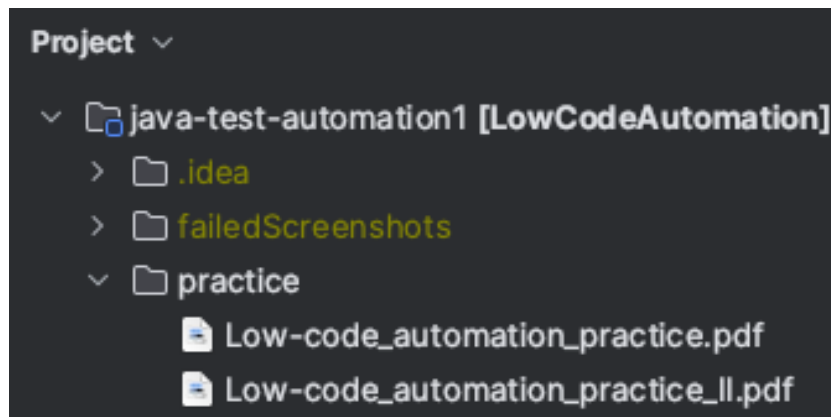 Project
java-test-automation1 [LowCodeAutomation]
.idea
failedScreenshots
practice
Low-code_automation_practice.pdf
Low-code_automation_practice_II.pdf